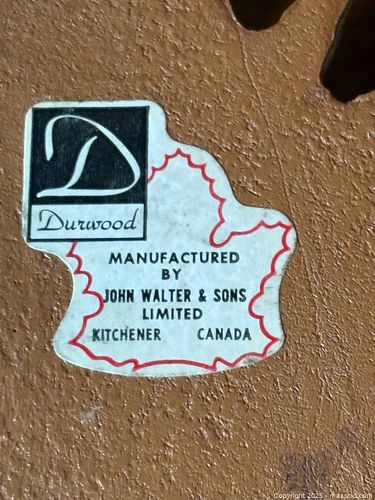 D
Durwood
MANUFACTURED
BY
JOHN WALTER & SONS
LIMITED
KITCHENER CANADA
Copyright 2025 - maxsold.com